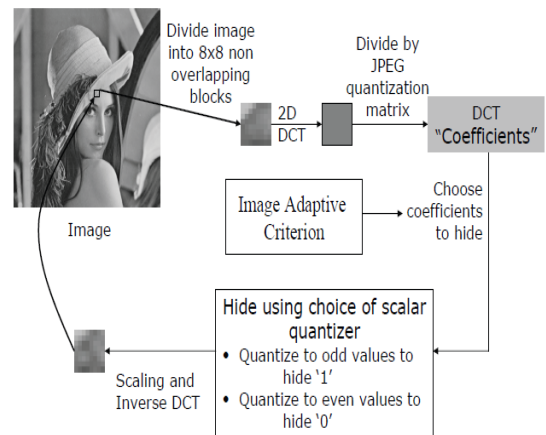 Divide image
into 8x8 non
overlapping
blocks
2D
DCT
Divide by
JPEG
quantization
matrix
DCT
“Coefficients”
Image Adaptive
Criterion
Choose
coefficients
to hide
Image
Hide using choice of scalar
quantizer
• Quantize to odd values to
hide ‘1’
• Quantize to even values to
hide ‘0’
Scaling and
Inverse DCT